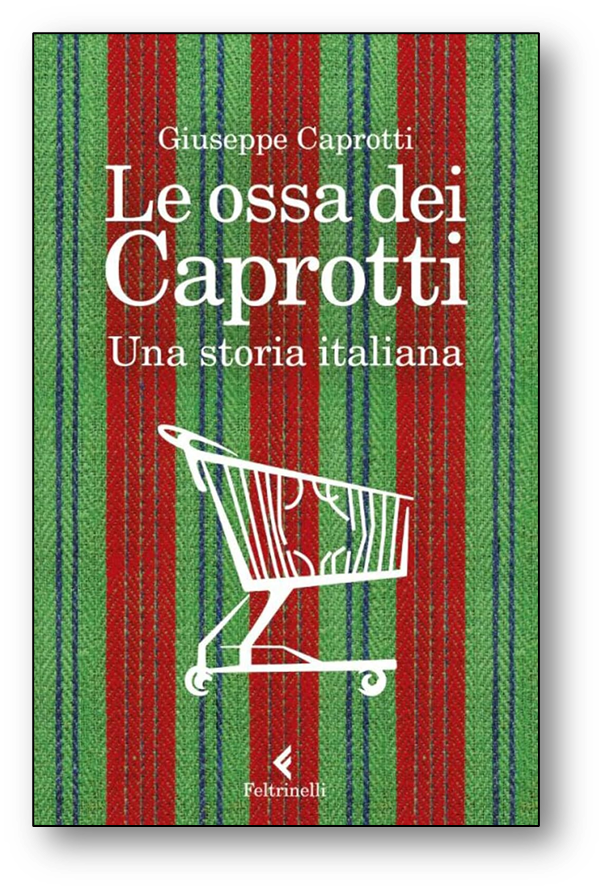 Giuseppe Caprotti
Le ossa dei
Caprotti
Una storia italiana
Feltrinelli